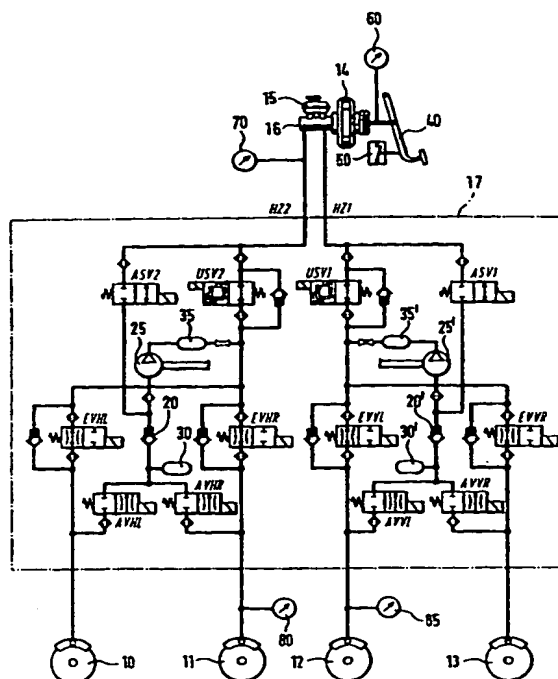 60
14
15
16
40
70
50
17
HZ2 HZ1
ASV2 USV2 USV1 ASV1
35 35'
25 25'
20 20'
EVHL EVHR EVVL EVVR
30 30'
AVHL AVHR AVVL AVVR
80 85
10 11 12 13